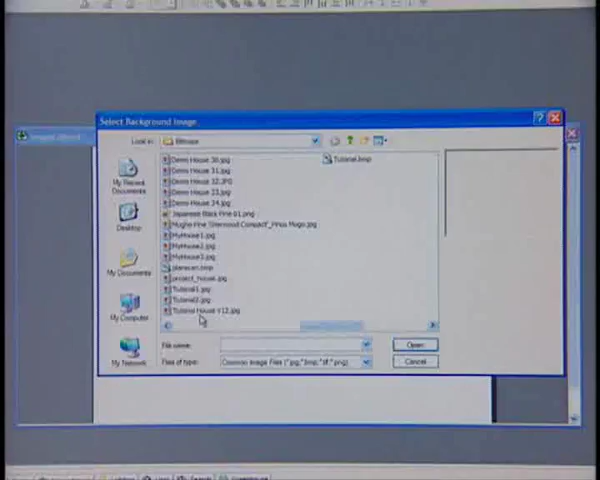 Select Background Image
Look in:
Bitmaps
Demo House 30.jpg
Tutorial.bmp
Demo House 31.jpg
Demo House 32.JPG
Demo House 33.jpg
Demo House 34.jpg
Japanese Black Pine 01.png
Mugho Pine 'Sherwood Compact'_Pinus Mugo.jpg
MyHouse1.jpg
MyHouse2.jpg
MyHouse3.jpg
project_house.jpg
Tutorial1.jpg
Tutorial2.jpg
Tutorial House V12.jpg
My Recent
Documents
Desktop
My Documents
My Computer
My Network
File name:
Open
Files of type:
Common Image Files (*.jpg;*.bmp;*.tif;*.png)
Cancel